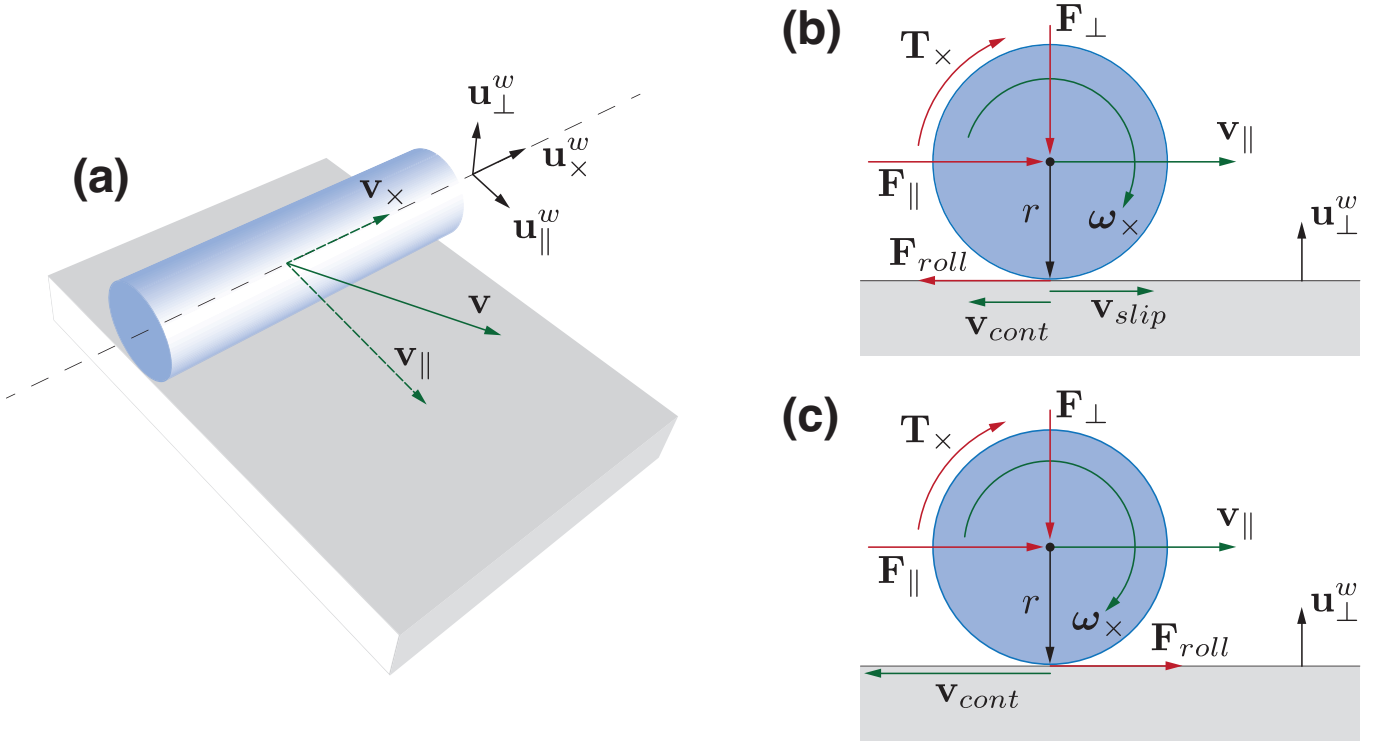 (a)
𝐮⊥ʷ
𝐮×ʷ
𝐮∥ʷ
𝐯×
𝐯
𝐯∥
(b)
𝐅⊥
𝐓×
𝐯∥
𝐅∥
r
𝝎×
𝐮⊥ʷ
𝐅roll
𝐯slip
𝐯cont
(c)
𝐅⊥
𝐓×
𝐯∥
𝐅∥
r
𝝎×
𝐮⊥ʷ
𝐅roll
𝐯cont